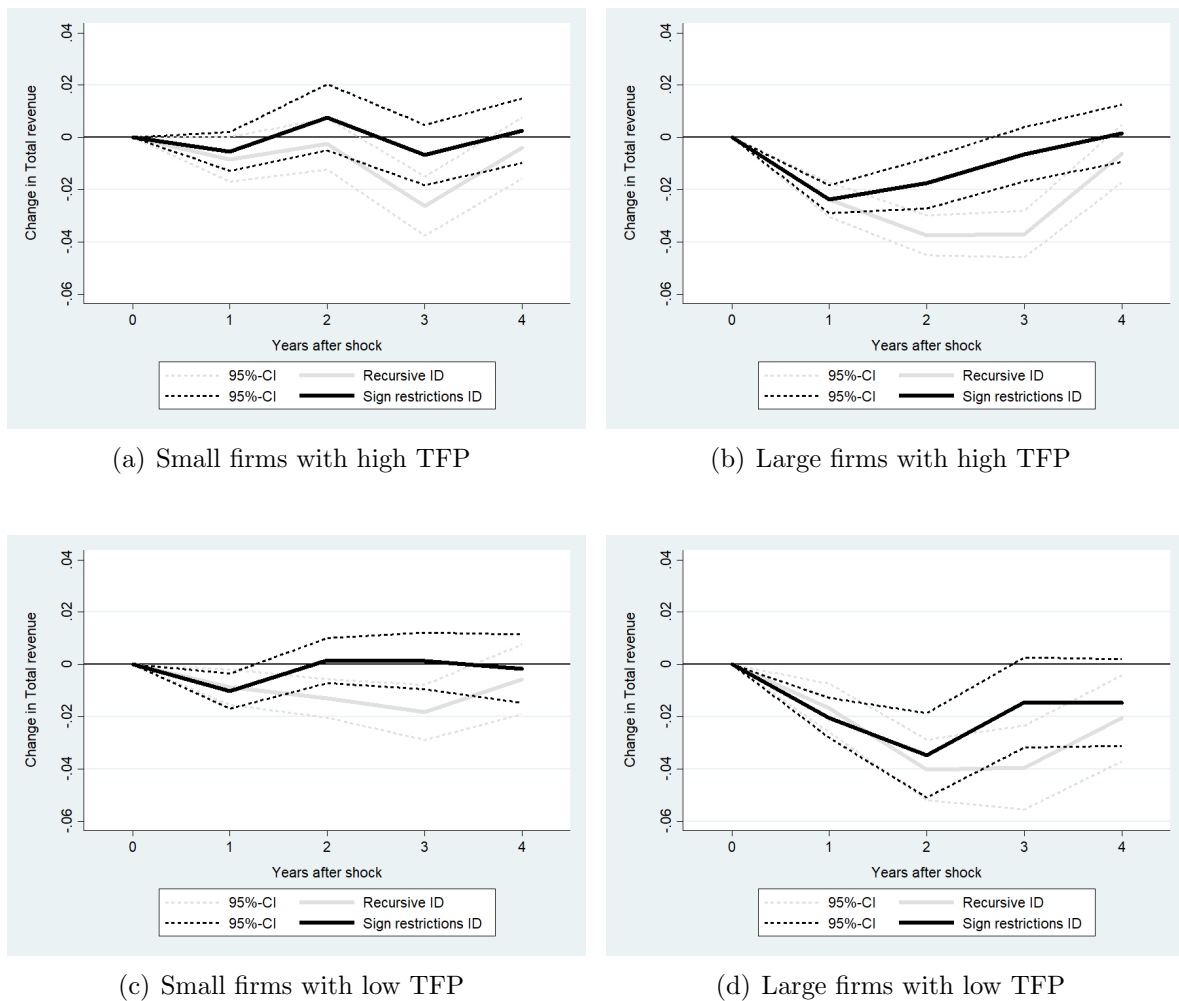 .04
.02
0
-.02
-.04
-.06
Change in Total revenue
0 1 2 3 4
Years after shock
95%-CI Recursive ID
95%-CI Sign restrictions ID
(a) Small firms with high TFP
.04
.02
0
-.02
-.04
-.06
Change in Total revenue
0 1 2 3 4
Years after shock
95%-CI Recursive ID
95%-CI Sign restrictions ID
(b) Large firms with high TFP
.04
.02
0
-.02
-.04
-.06
Change in Total revenue
0 1 2 3 4
Years after shock
95%-CI Recursive ID
95%-CI Sign restrictions ID
(c) Small firms with low TFP
.04
.02
0
-.02
-.04
-.06
Change in Total revenue
0 1 2 3 4
Years after shock
95%-CI Recursive ID
95%-CI Sign restrictions ID
(d) Large firms with low TFP